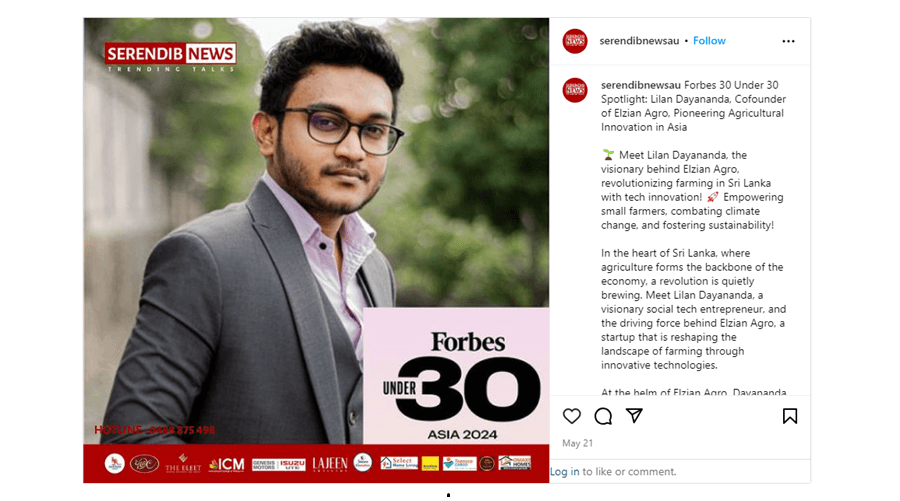 SERENDIB NEWS
TRENDING TALKS
Forbes
UNDER 30
ASIA 2024
THE FLEET
ICM
GENESIS MOTORS ISUZU UTE
LAJEEN
Select Home Living
serendibnewsau • Follow
serendibnewsau Forbes 30 Under 30
Spotlight: Lilan Dayananda, Cofounder
of Elzian Agro, Pioneering Agricultural
Innovation in Asia
🌱 Meet Lilan Dayananda, the
visionary behind Elzian Agro,
revolutionizing farming in Sri Lanka
with tech innovation! 🚀 Empowering
small farmers, combating climate
change, and fostering sustainability!
In the heart of Sri Lanka, where
agriculture forms the backbone of the
economy, a revolution is quietly
brewing. Meet Lilan Dayananda, a
visionary social tech entrepreneur, and
the driving force behind Elzian Agro, a
startup that is reshaping the
landscape of farming through
innovative technologies.
At the helm of Elzian Agro, Dayananda
May 21
Log in to like or comment.